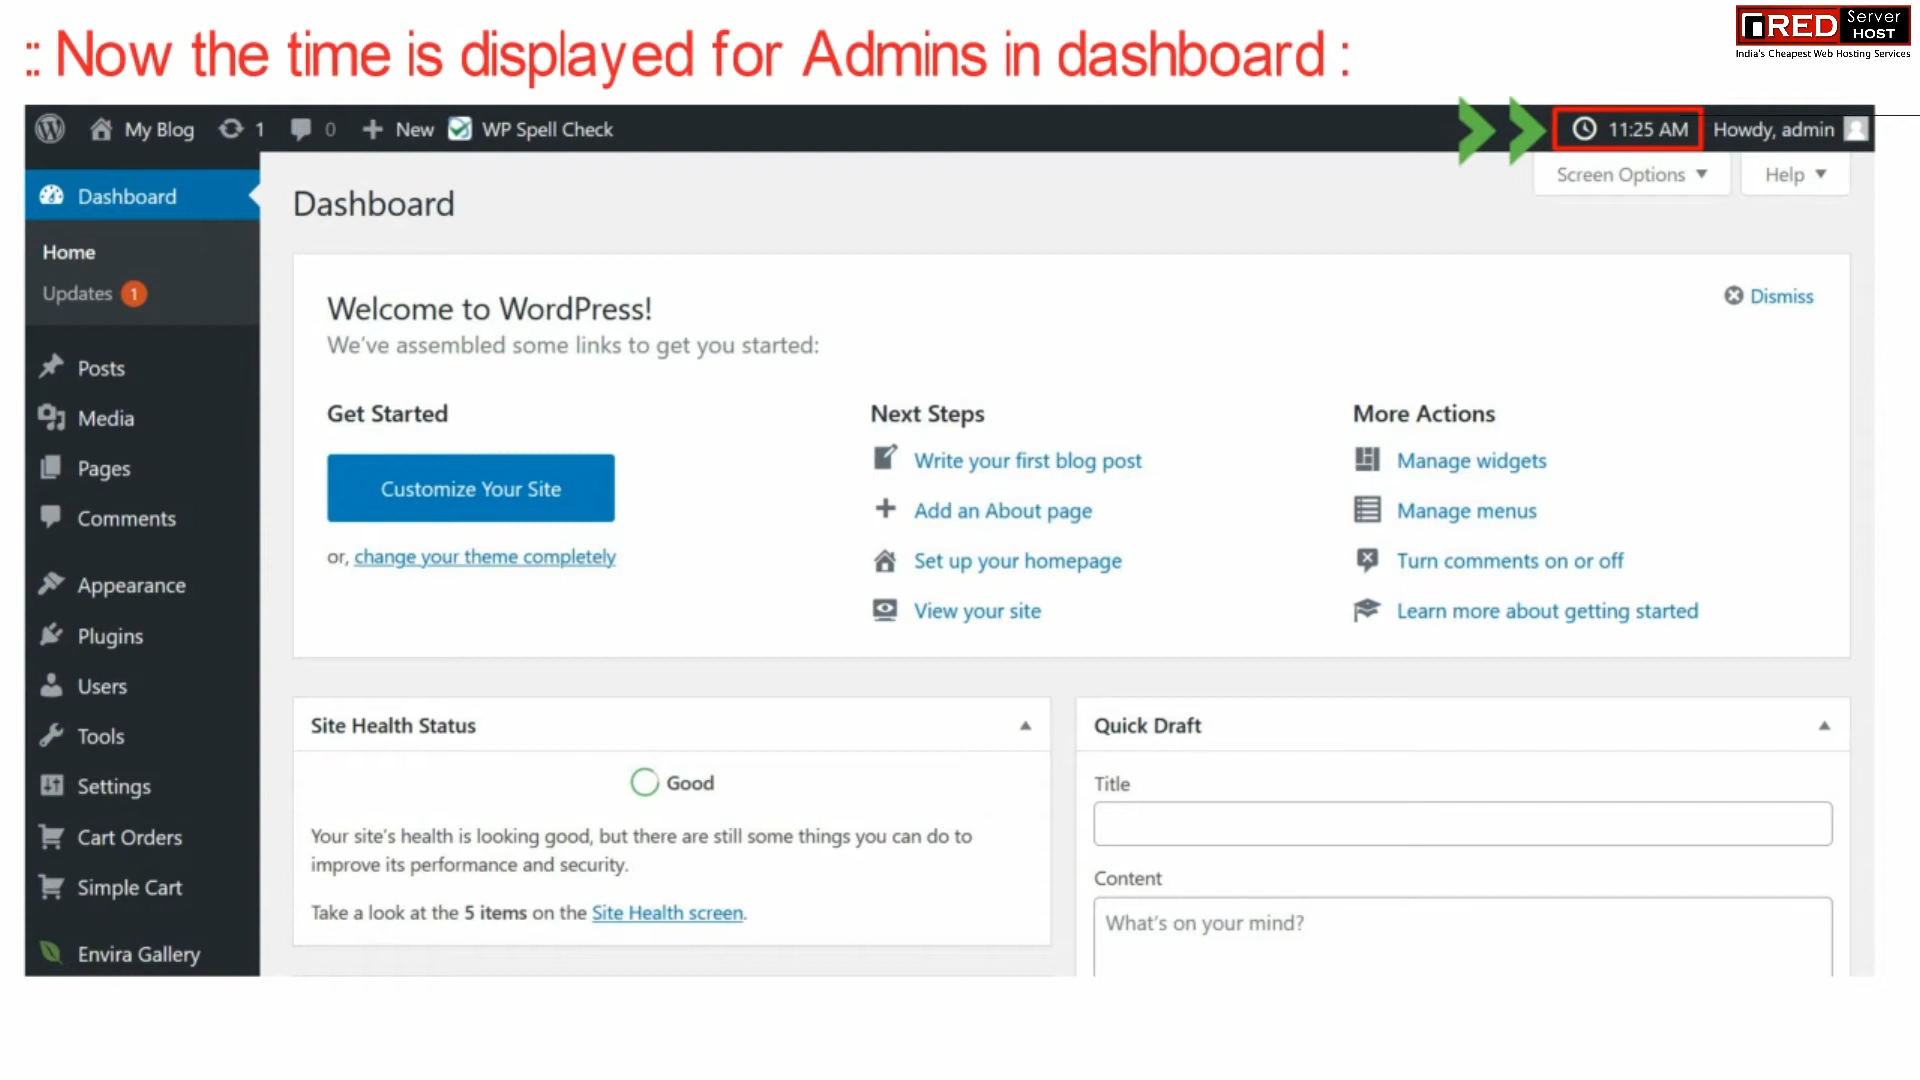 :: Now the time is displayed for Admins in dashboard :
RED Server HOST
India's Cheapest Web Hosting Services
My Blog 1 0 New WP Spell Check 11:25 AM Howdy, admin
Screen Options Help
Dashboard
Home
Updates 1
Posts
Media
Pages
Comments
Appearance
Plugins
Users
Tools
Settings
Cart Orders
Simple Cart
Envira Gallery
Dashboard
Welcome to WordPress!
Dismiss
We've assembled some links to get you started:
Get Started
Customize Your Site
or, change your theme completely
Next Steps
Write your first blog post
Add an About page
Set up your homepage
View your site
More Actions
Manage widgets
Manage menus
Turn comments on or off
Learn more about getting started
Site Health Status
Good
Your site's health is looking good, but there are still some things you can do to
improve its performance and security.
Take a look at the 5 items on the Site Health screen.
Quick Draft
Title
Content
What's on your mind?